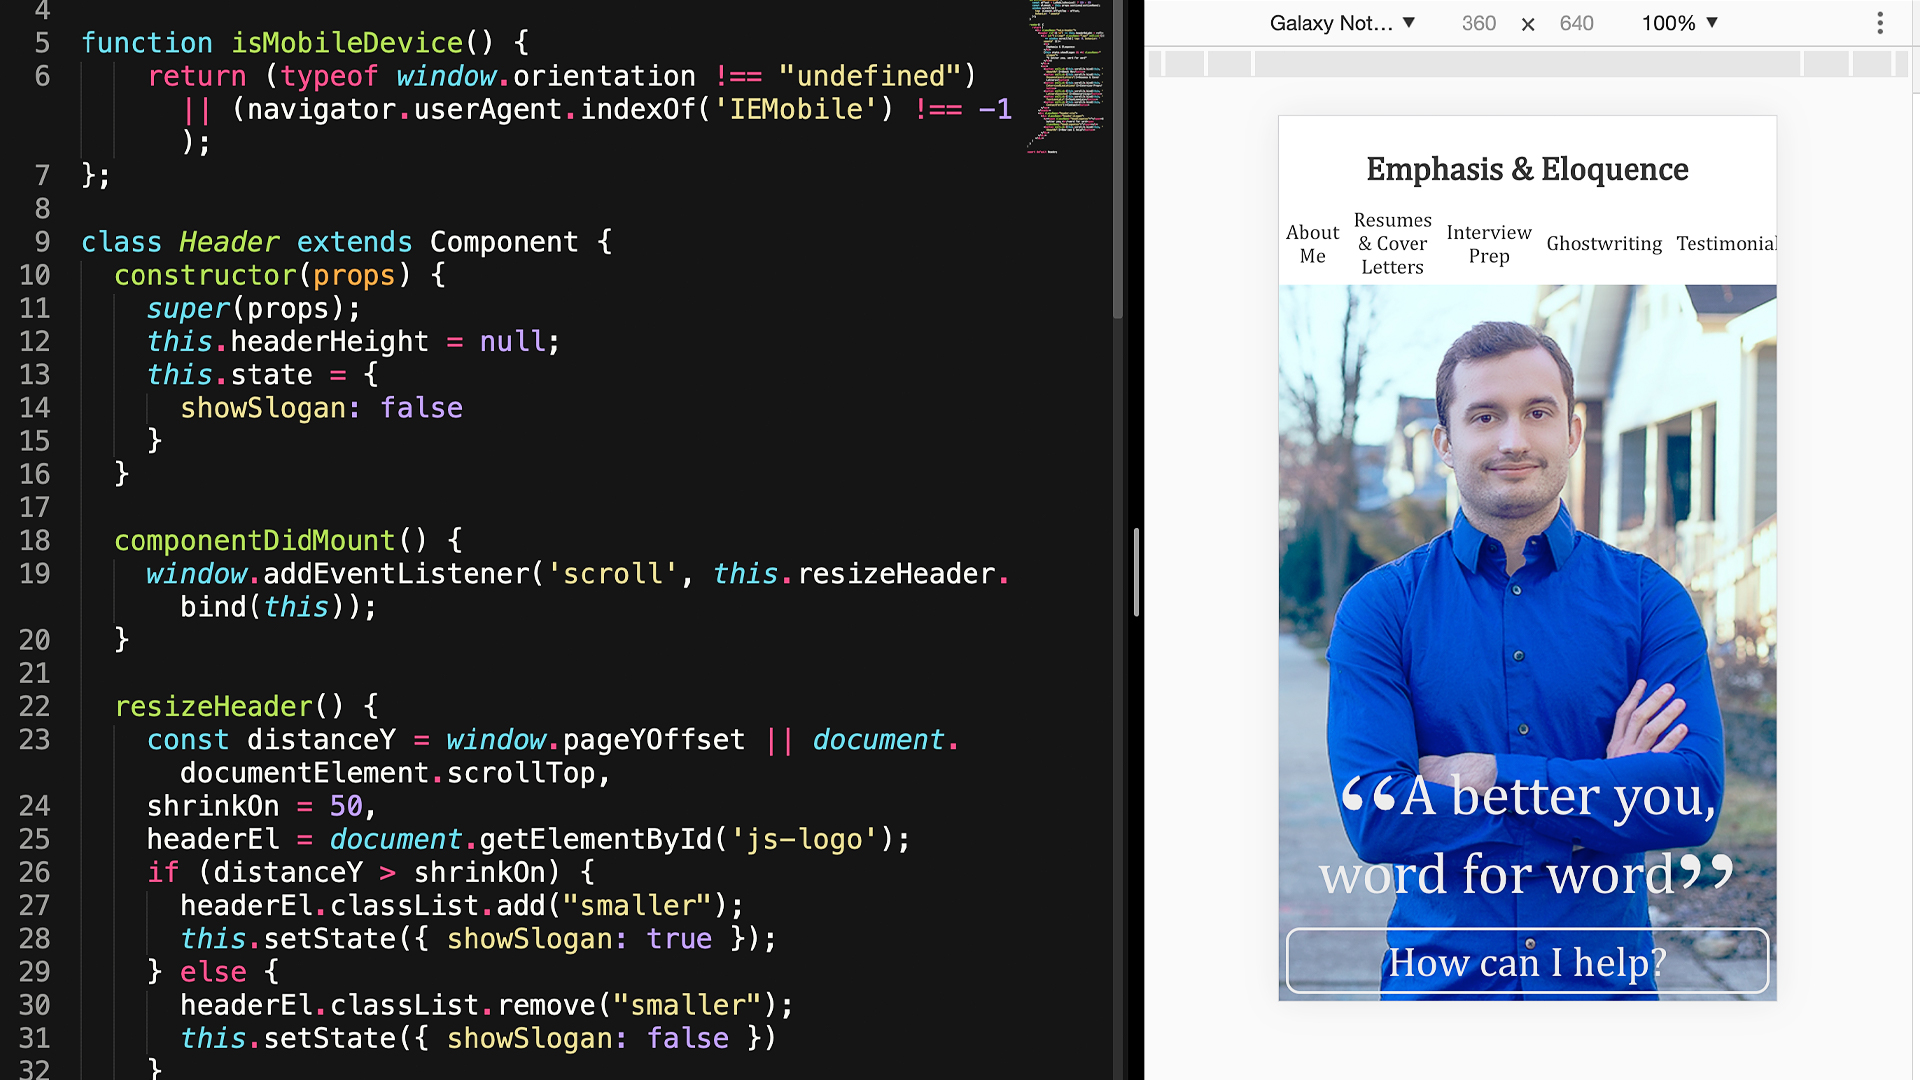 4
5 function isMobileDevice() {
6 return (typeof window.orientation !== "undefined")
|| (navigator.userAgent.indexOf('IEMobile') !== -1
);
7 };
8
9 class Header extends Component {
10 constructor(props) {
11 super(props);
12 this.headerHeight = null;
13 this.state = {
14 showSlogan: false
15 }
16 }
17
18 componentDidMount() {
19 window.addEventListener('scroll', this.resizeHeader.
bind(this));
20 }
21
22 resizeHeader() {
23 const distanceY = window.pageYOffset || document.
documentElement.scrollTop,
24 shrinkOn = 50,
25 headerEl = document.getElementById('js-logo');
26 if (distanceY > shrinkOn) {
27 headerEl.classList.add("smaller");
28 this.setState({ showSlogan: true });
29 } else {
30 headerEl.classList.remove("smaller");
31 this.setState({ showSlogan: false })
32 }
Galaxy Not... ▼ 360 × 640 100% ▼
Emphasis & Eloquence
About
Me
Resumes
& Cover
Letters
Interview
Prep
Ghostwriting
Testimonial
“A better you,
word for word”
How can I help?